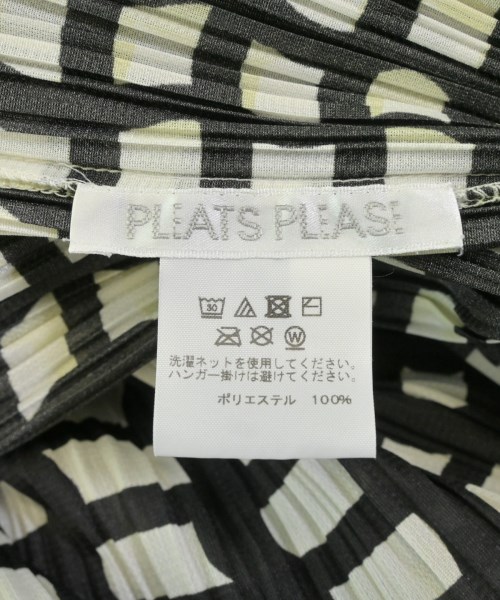 PLEATS PLEASE
30
W
洗濯ネットを使用してください。
ハンガー掛けは避けてください。
ポリエステル 100%